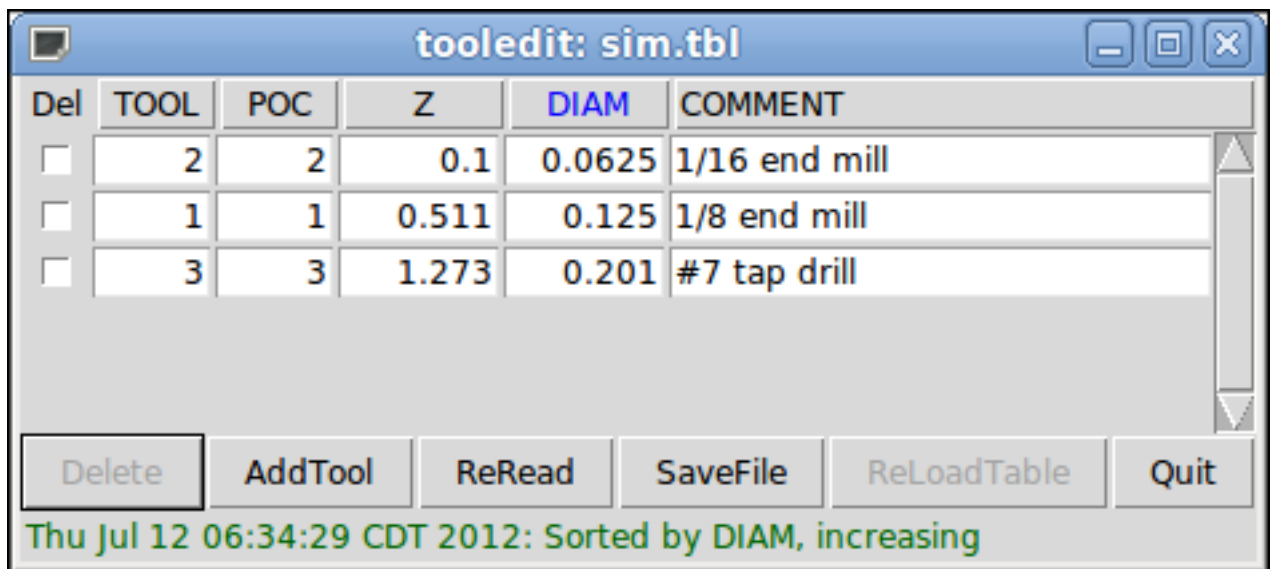 tooledit: sim.tbl
Del TOOL POC Z DIAM COMMENT
2 2 0.1 0.0625 1/16 end mill
1 1 0.511 0.125 1/8 end mill
3 3 1.273 0.201 #7 tap drill
Delete AddTool ReRead SaveFile ReLoadTable Quit
Thu Jul 12 06:34:29 CDT 2012: Sorted by DIAM, increasing